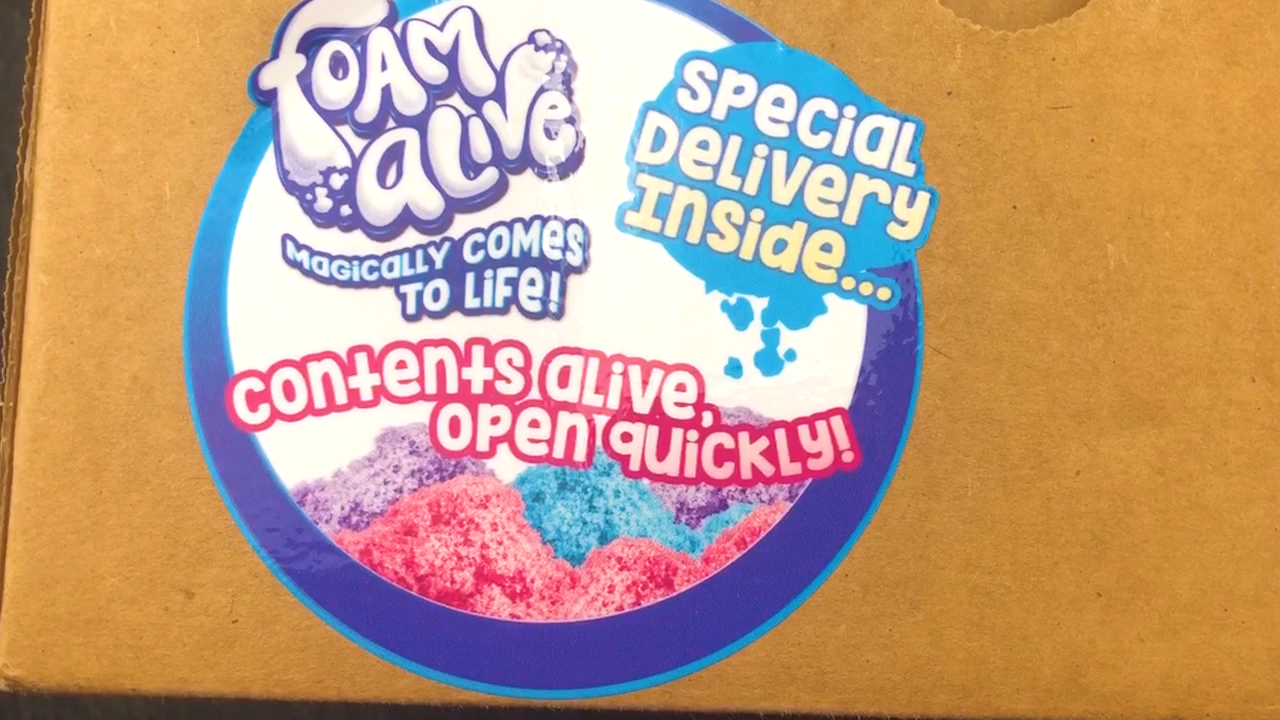 foam
alive
MAGICALLY COMES
TO LiFe!
SPecial
Delivery
Inside...
contents alive,
open quickly!